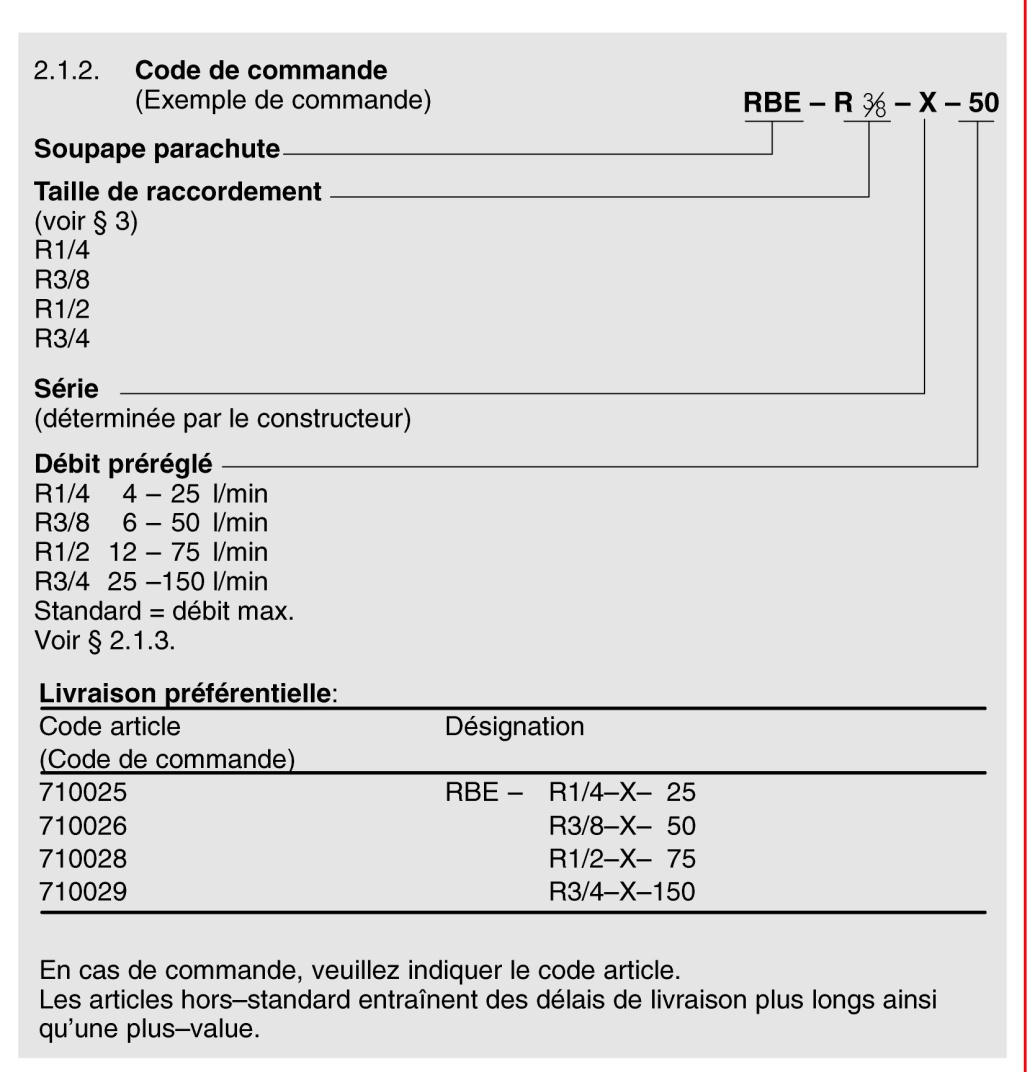 2.1.2. Code de commande
(Exemple de commande)
RBE – R 3/8 – X – 50
Soupape parachute
Taille de raccordement
(voir § 3)
R1/4
R3/8
R1/2
R3/4
Série
(déterminée par le constructeur)
Débit préréglé
R1/4 4 – 25 l/min
R3/8 6 – 50 l/min
R1/2 12 – 75 l/min
R3/4 25 –150 l/min
Standard = débit max.
Voir § 2.1.3.
Livraison préférentielle:
Code article Désignation
(Code de commande)
710025 RBE – R1/4–X– 25
710026 R3/8–X– 50
710028 R1/2–X– 75
710029 R3/4–X–150
En cas de commande, veuillez indiquer le code article.
Les articles hors–standard entraînent des délais de livraison plus longs ainsi
qu'une plus–value.